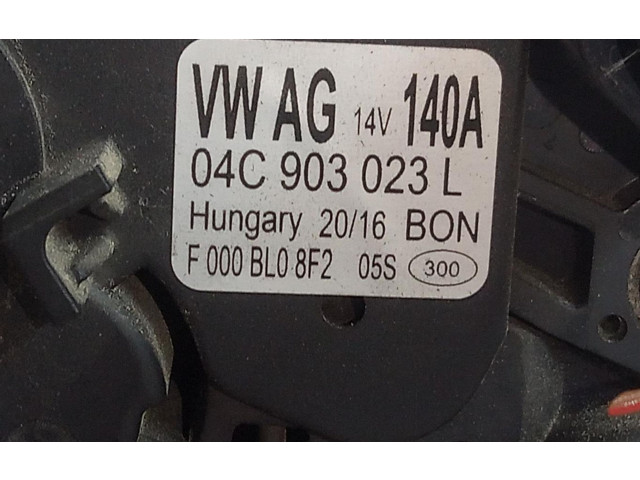 VW AG 14V 140A
04C 903 023 L
Hungary 20/16 BON
F 000 BL0 8F2 05S 300